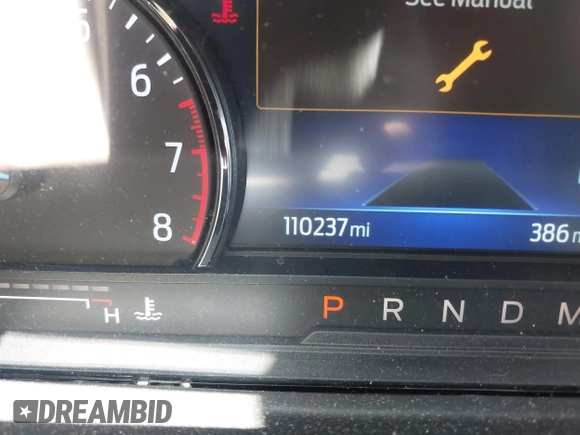 See Manual
6
7
8
110237 mi
386 m
H
P R N D M
DREAMBID